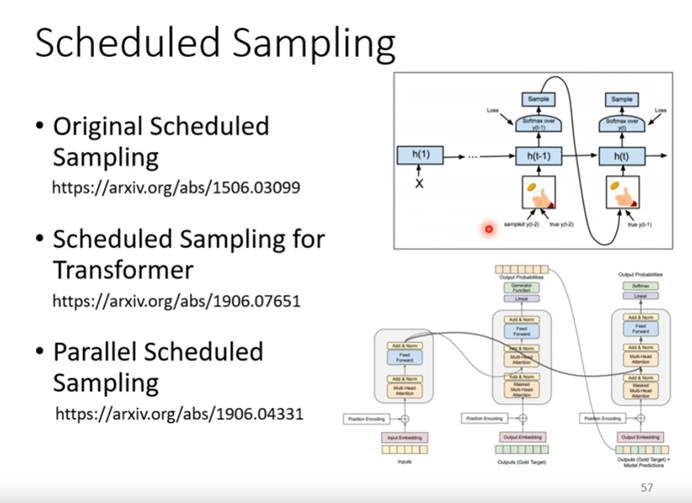 Scheduled Sampling
• Original Scheduled
Sampling
https://arxiv.org/abs/1506.03099
• Scheduled Sampling for
Transformer
https://arxiv.org/abs/1906.07651
• Parallel Scheduled
Sampling
https://arxiv.org/abs/1906.04331
Sample
Sample
Loss
Loss
Softmax over
y(t-1)
Softmax over
y(t)
h(1)
...
h(t-1)
h(t)
X
sampled y(t-2)
true y(t-2)
true y(t-1)
Output Probabilities
Generator
Function
Linear
Add & Norm
Feed
Forward
Add & Norm
Multi-Head
Attention
Add & Norm
Masked
Multi-Head
Attention
Position Encoding
Output Embedding
Outputs (Gold Target)
Output Probabilities
Softmax
Linear
Add & Norm
Feed
Forward
Add & Norm
Multi-Head
Attention
Add & Norm
Masked
Multi-Head
Attention
Position Encoding
Output Embedding
Outputs (Gold Target) +
Model Predictions
Add & Norm
Feed
Forward
Add & Norm
Multi-Head
Attention
Position Encoding
Input Embedding
Inputs
57